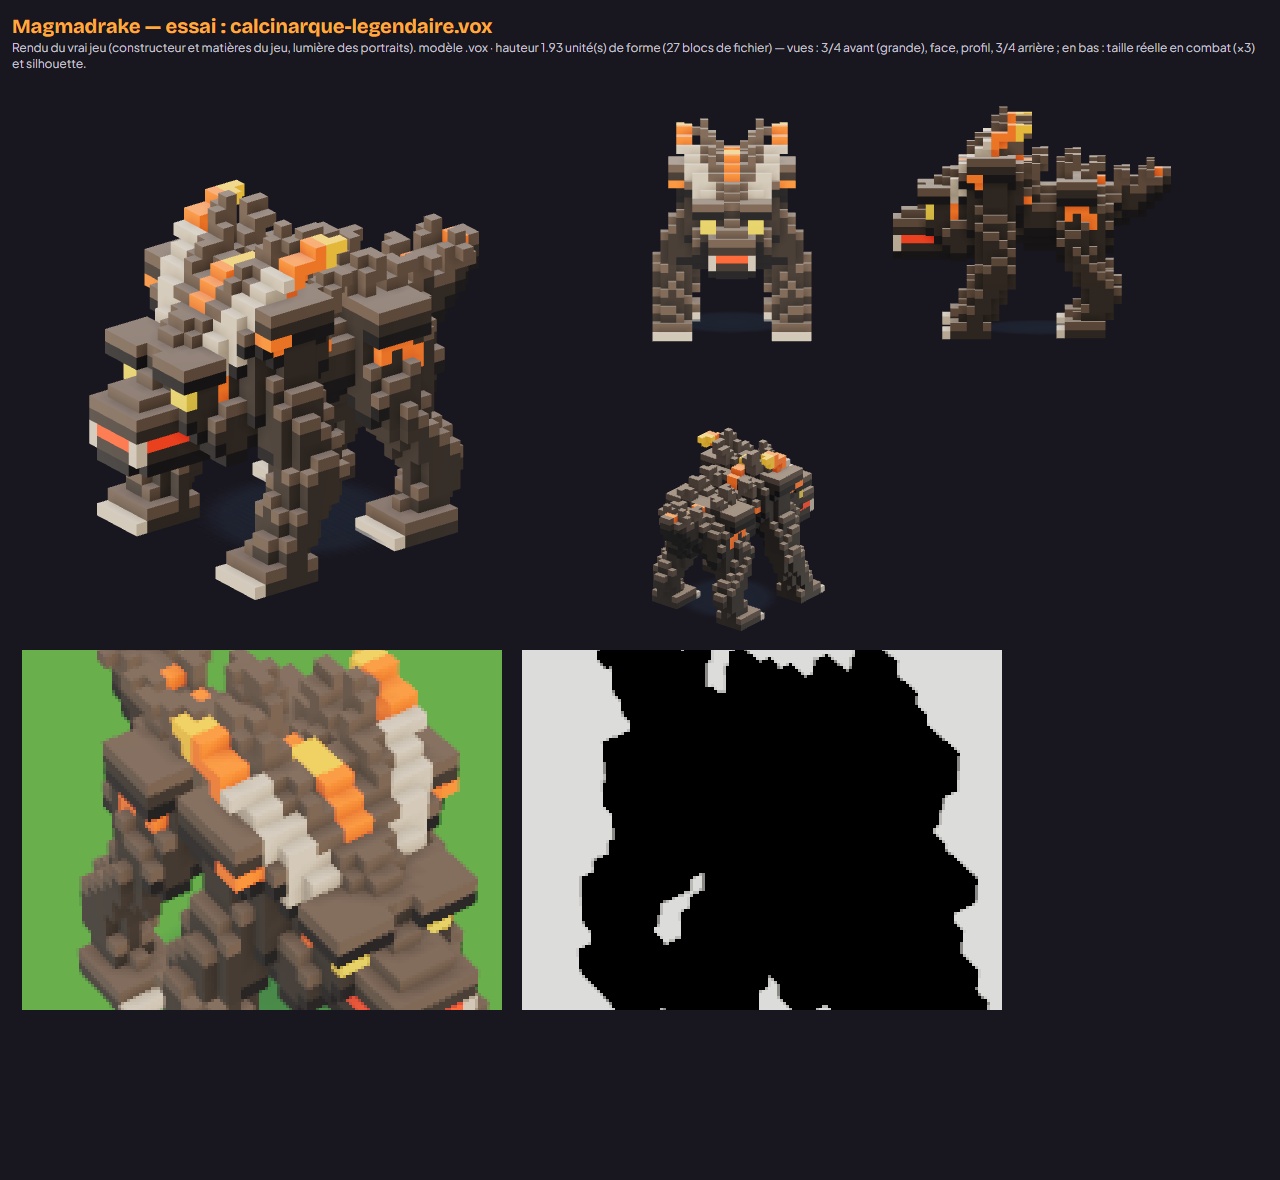 Magmadrake — essai : calcinarque-legendaire.vox
Rendu du vrai jeu (constructeur et matières du jeu, lumière des portraits). modèle .vox · hauteur 1.93 unité(s) de forme (27 blocs de fichier) — vues : 3/4 avant (grande), face, profil, 3/4 arrière ; en bas : taille réelle en combat (×3)
et silhouette.